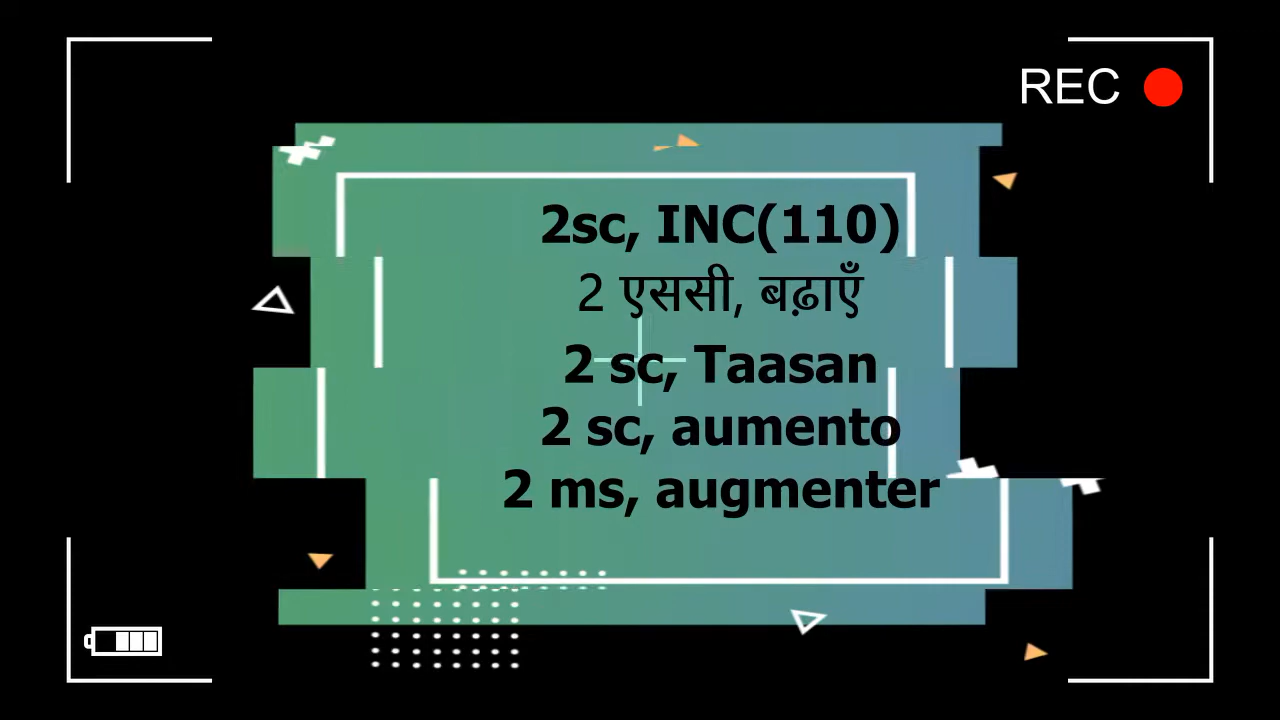 REC
2sc, INC(110)
2 एससी, बढ़ाएँ
2 sc, Taasan
2 sc, aumento
2 ms, augmenter